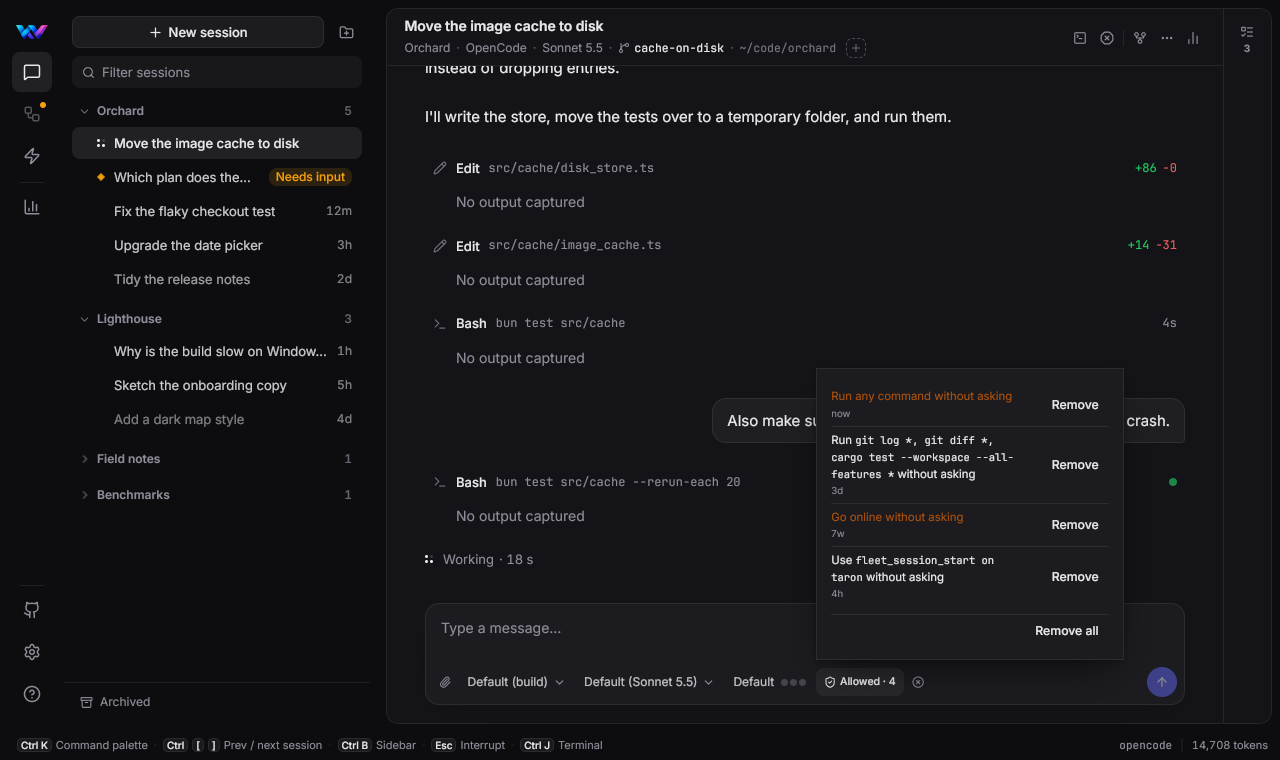 New session
Filter sessions
Orchard 5
Move the image cache to disk
Which plan does the... Needs input
Fix the flaky checkout test 12m
Upgrade the date picker 3h
Tidy the release notes 2d
Lighthouse 3
Why is the build slow on Window... 1h
Sketch the onboarding copy 5h
Add a dark map style 4d
Field notes 1
Benchmarks 1
Archived
Move the image cache to disk
Orchard · OpenCode · Sonnet 5.5 · cache-on-disk · ~/code/orchard
3
instead of dropping entries.
I'll write the store, move the tests over to a temporary folder, and run them.
Edit src/cache/disk_store.ts +86 -0
No output captured
Edit src/cache/image_cache.ts +14 -31
No output captured
Bash bun test src/cache 4s
No output captured
Also make su
crash.
Bash bun test src/cache --rerun-each 20
No output captured
Working · 18 s
Run any command without asking
now
Remove
Run git log *, git diff *,
cargo test --workspace --all-
features * without asking
3d
Remove
Go online without asking
7w
Remove
Use fleet_session_start on
taron without asking
4h
Remove
Remove all
Type a message...
Default (build) Default (Sonnet 5.5) Default Allowed · 4
Ctrl K Command palette · Ctrl [ ] Prev / next session · Ctrl B Sidebar · Esc Interrupt · Ctrl J Terminal
opencode 14,708 tokens